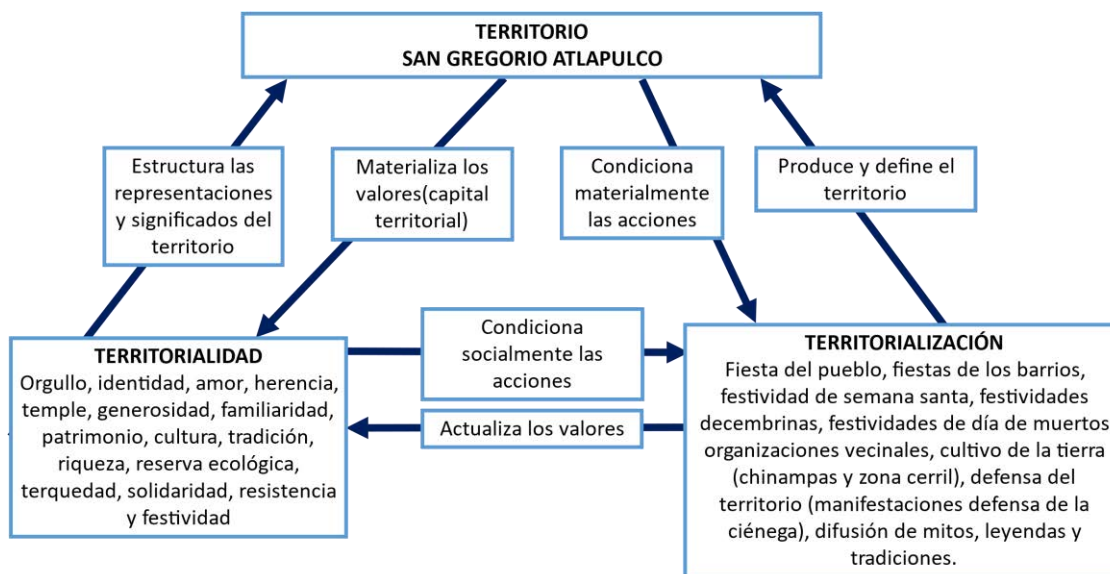 TERRITORIO
SAN GREGORIO ATLAPULCO
Estructura las
representaciones
y significados del
territorio
Materializa los
valores(capital
territorial)
Condiciona
materialmente
las acciones
Produce y define el
territorio
TERRITORIALIDAD
Orgullo, identidad, amor, herencia,
temple, generosidad, familiaridad,
patrimonio, cultura, tradición,
riqueza, reserva ecológica,
terquedad, solidaridad, resistencia
y festividad
Condiciona
socialmente las
acciones
Actualiza los valores
TERRITORIALIZACIÓN
Fiesta del pueblo, fiestas de los barrios,
festividad de semana santa, festividades
decembrinas, festividades de día de muertos
organizaciones vecinales, cultivo de la tierra
(chinampas y zona cerril), defensa del
territorio (manifestaciones defensa de la
ciénega), difusión de mitos, leyendas y
tradiciones.